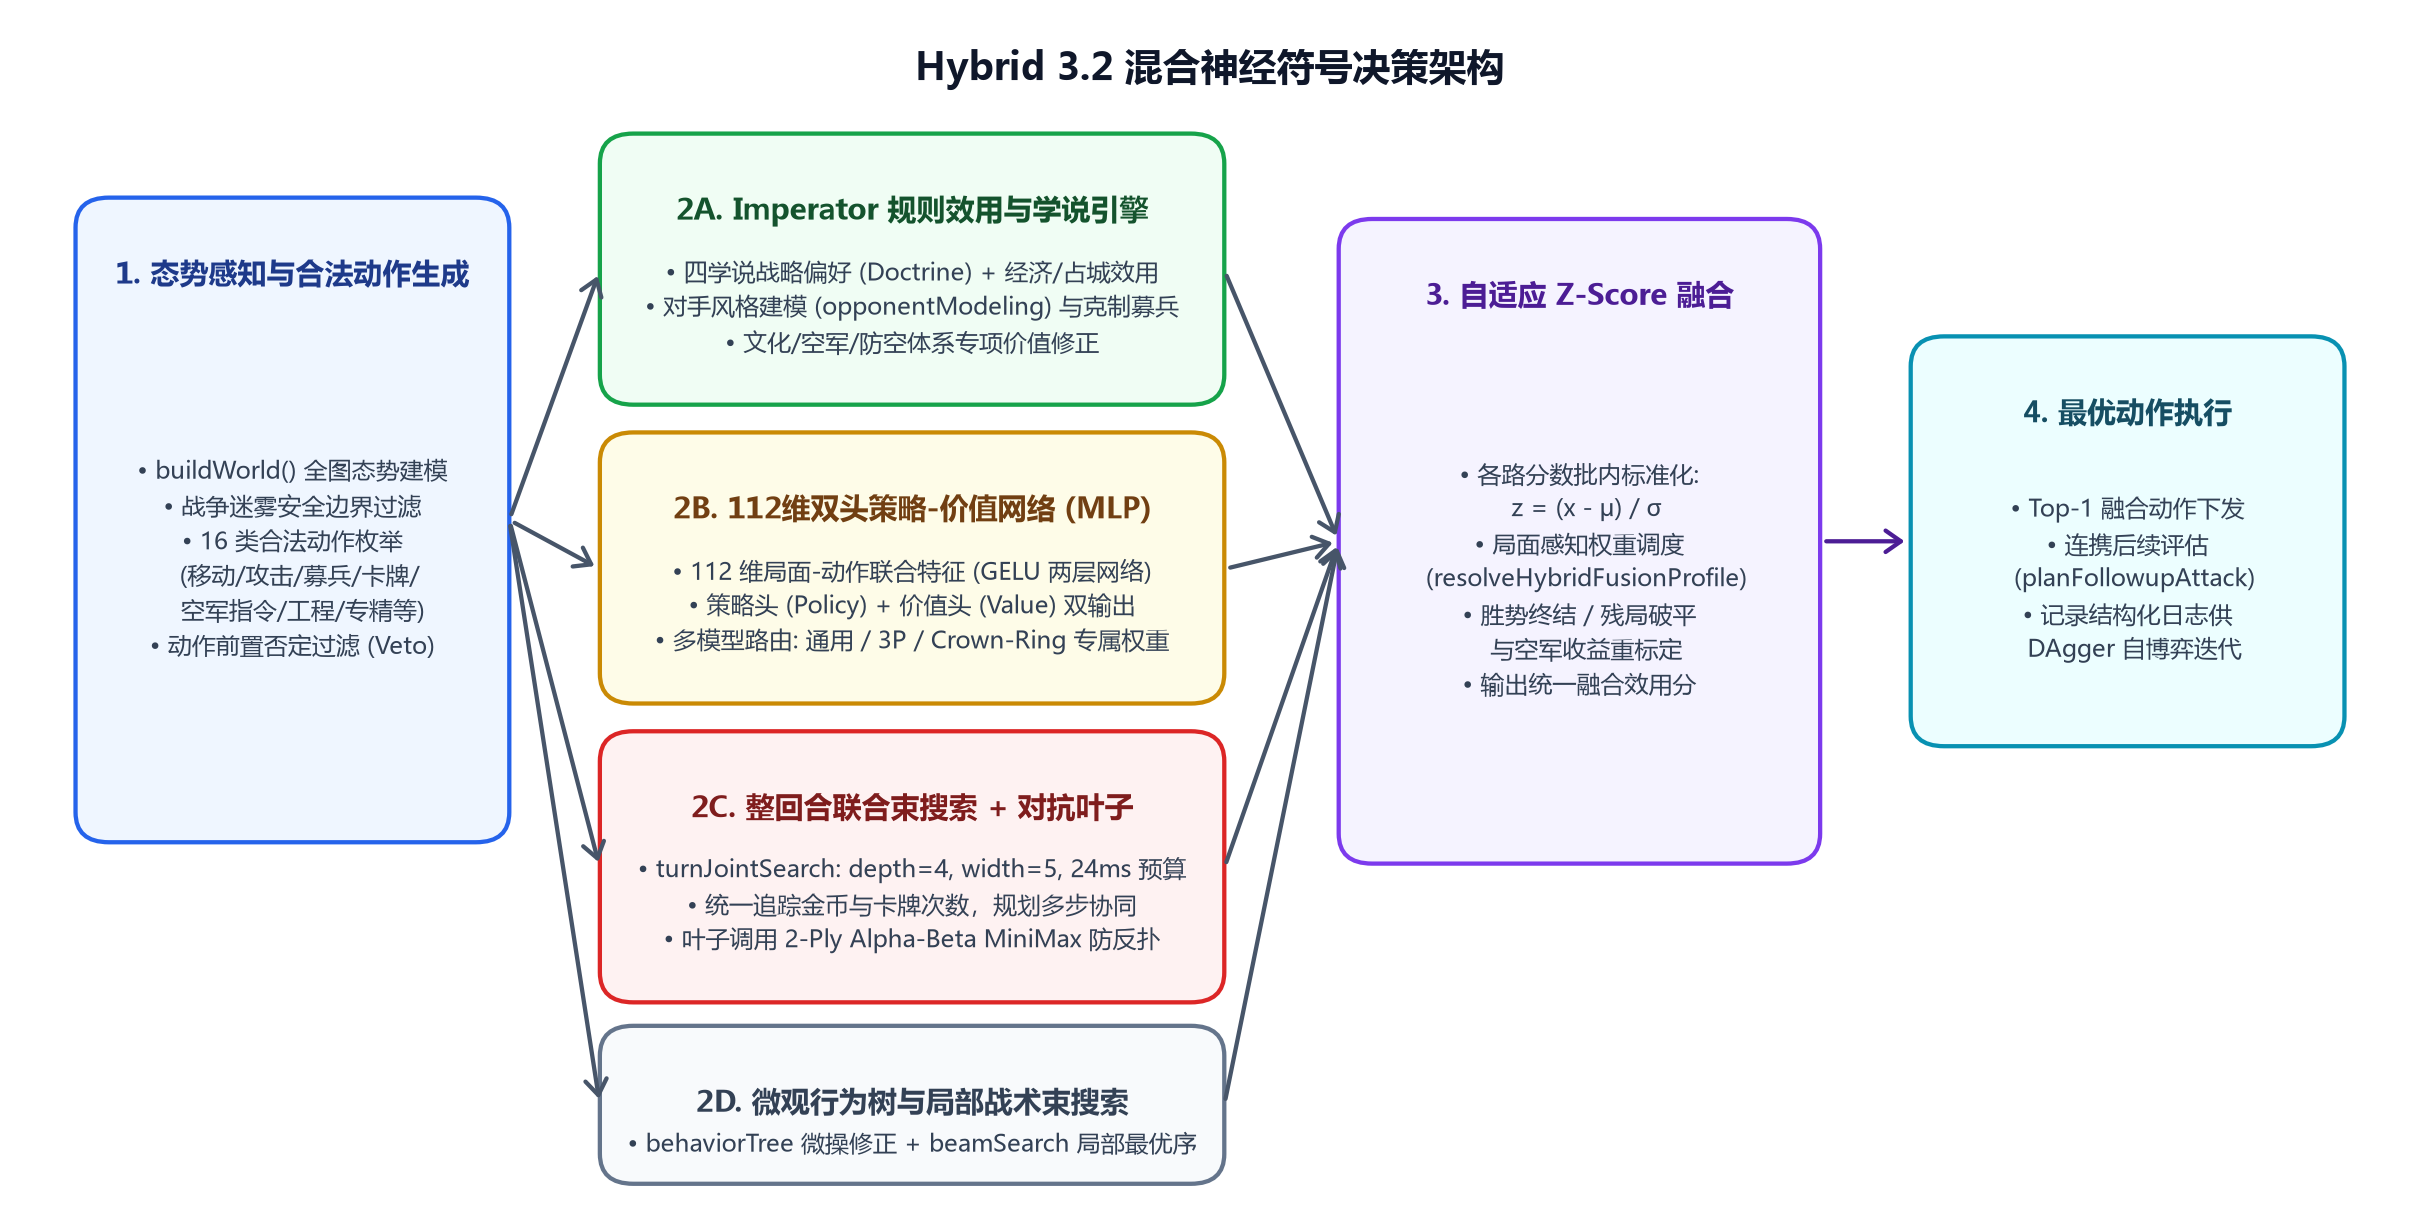 Hybrid 3.2 混合神经符号决策架构
1. 态势感知与合法动作生成
• buildWorld() 全图态势建模
• 战争迷雾安全边界过滤
• 16 类合法动作枚举
(移动/攻击/募兵/卡牌/
空军指令/工程/专精等)
• 动作前置否定过滤 (Veto)
2A. Imperator 规则效用与学说引擎
• 四学说战略偏好 (Doctrine) + 经济/占城效用
• 对手风格建模 (opponentModeling) 与克制募兵
• 文化/空军/防空体系专项价值修正
2B. 112维双头策略-价值网络 (MLP)
• 112 维局面-动作联合特征 (GELU 两层网络)
• 策略头 (Policy) + 价值头 (Value) 双输出
• 多模型路由: 通用 / 3P / Crown-Ring 专属权重
2C. 整回合联合束搜索 + 对抗叶子
• turnJointSearch: depth=4, width=5, 24ms 预算
• 统一追踪金币与卡牌次数，规划多步协同
• 叶子调用 2-Ply Alpha-Beta MiniMax 防反扑
2D. 微观行为树与局部战术束搜索
• behaviorTree 微操修正 + beamSearch 局部最优序
3. 自适应 Z-Score 融合
• 各路分数批内标准化:
z = (x - μ) / σ
• 局面感知权重调度
(resolveHybridFusionProfile)
• 胜势终结 / 残局破平
与空军收益重标定
• 输出统一融合效用分
4. 最优动作执行
• Top-1 融合动作下发
• 连携后续评估
(planFollowupAttack)
• 记录结构化日志供
DAgger 自博弈迭代